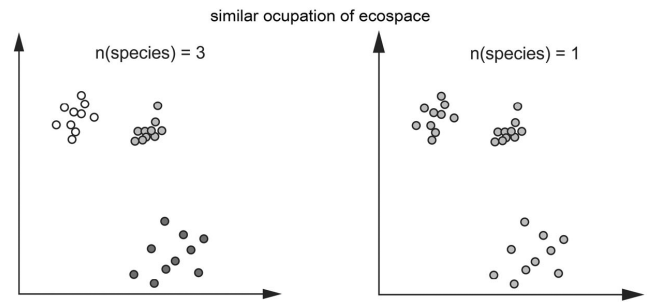 similar ocupation of ecospace
n(species) = 3
n(species) = 1